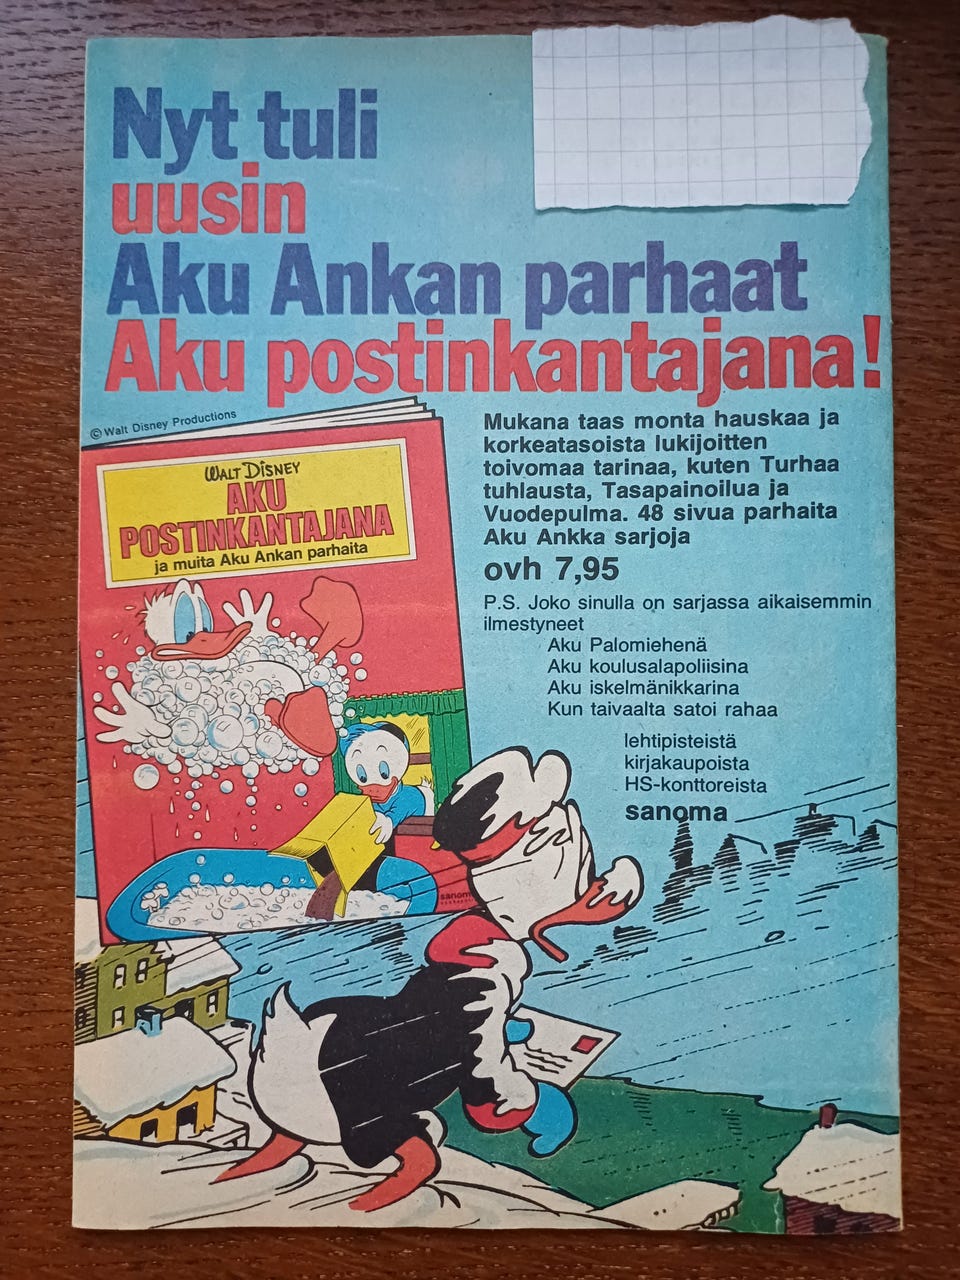 Nyt tuli
uusin
Aku Ankan parhaat
Aku postinkantajana!
© Walt Disney Productions
WALT DISNEY
AKU
POSTINKANTAJANA
ja muita Aku Ankan parhaita
sanoma
Mukana taas monta hauskaa ja
korkeatasoista lukijoitten
toivomaa tarinaa, kuten Turhaa
tuhlausta, Tasapainoilua ja
Vuodepulma. 48 sivua parhaita
Aku Ankka sarjoja
ovh 7,95
P.S. Joko sinulla on sarjassa aikaisemmin
ilmestyneet
Aku Palomiehenä
Aku koulusalapoliisina
Aku iskelmänikkarina
Kun taivaalta satoi rahaa
lehtipisteistä
kirjakaupoista
HS-konttoreista
sanoma